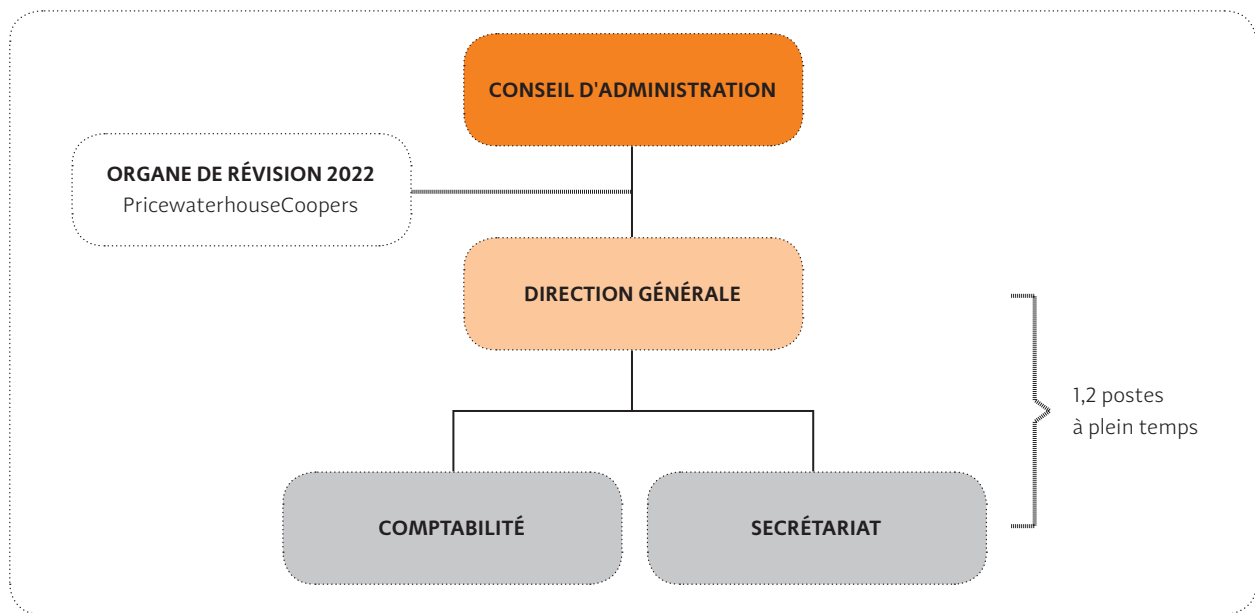 CONSEIL D'ADMINISTRATION
ORGANE DE RÉVISION 2022
PricewaterhouseCoopers
DIRECTION GÉNÉRALE
1,2 postes
à plein temps
COMPTABILITÉ
SECRÉTARIAT